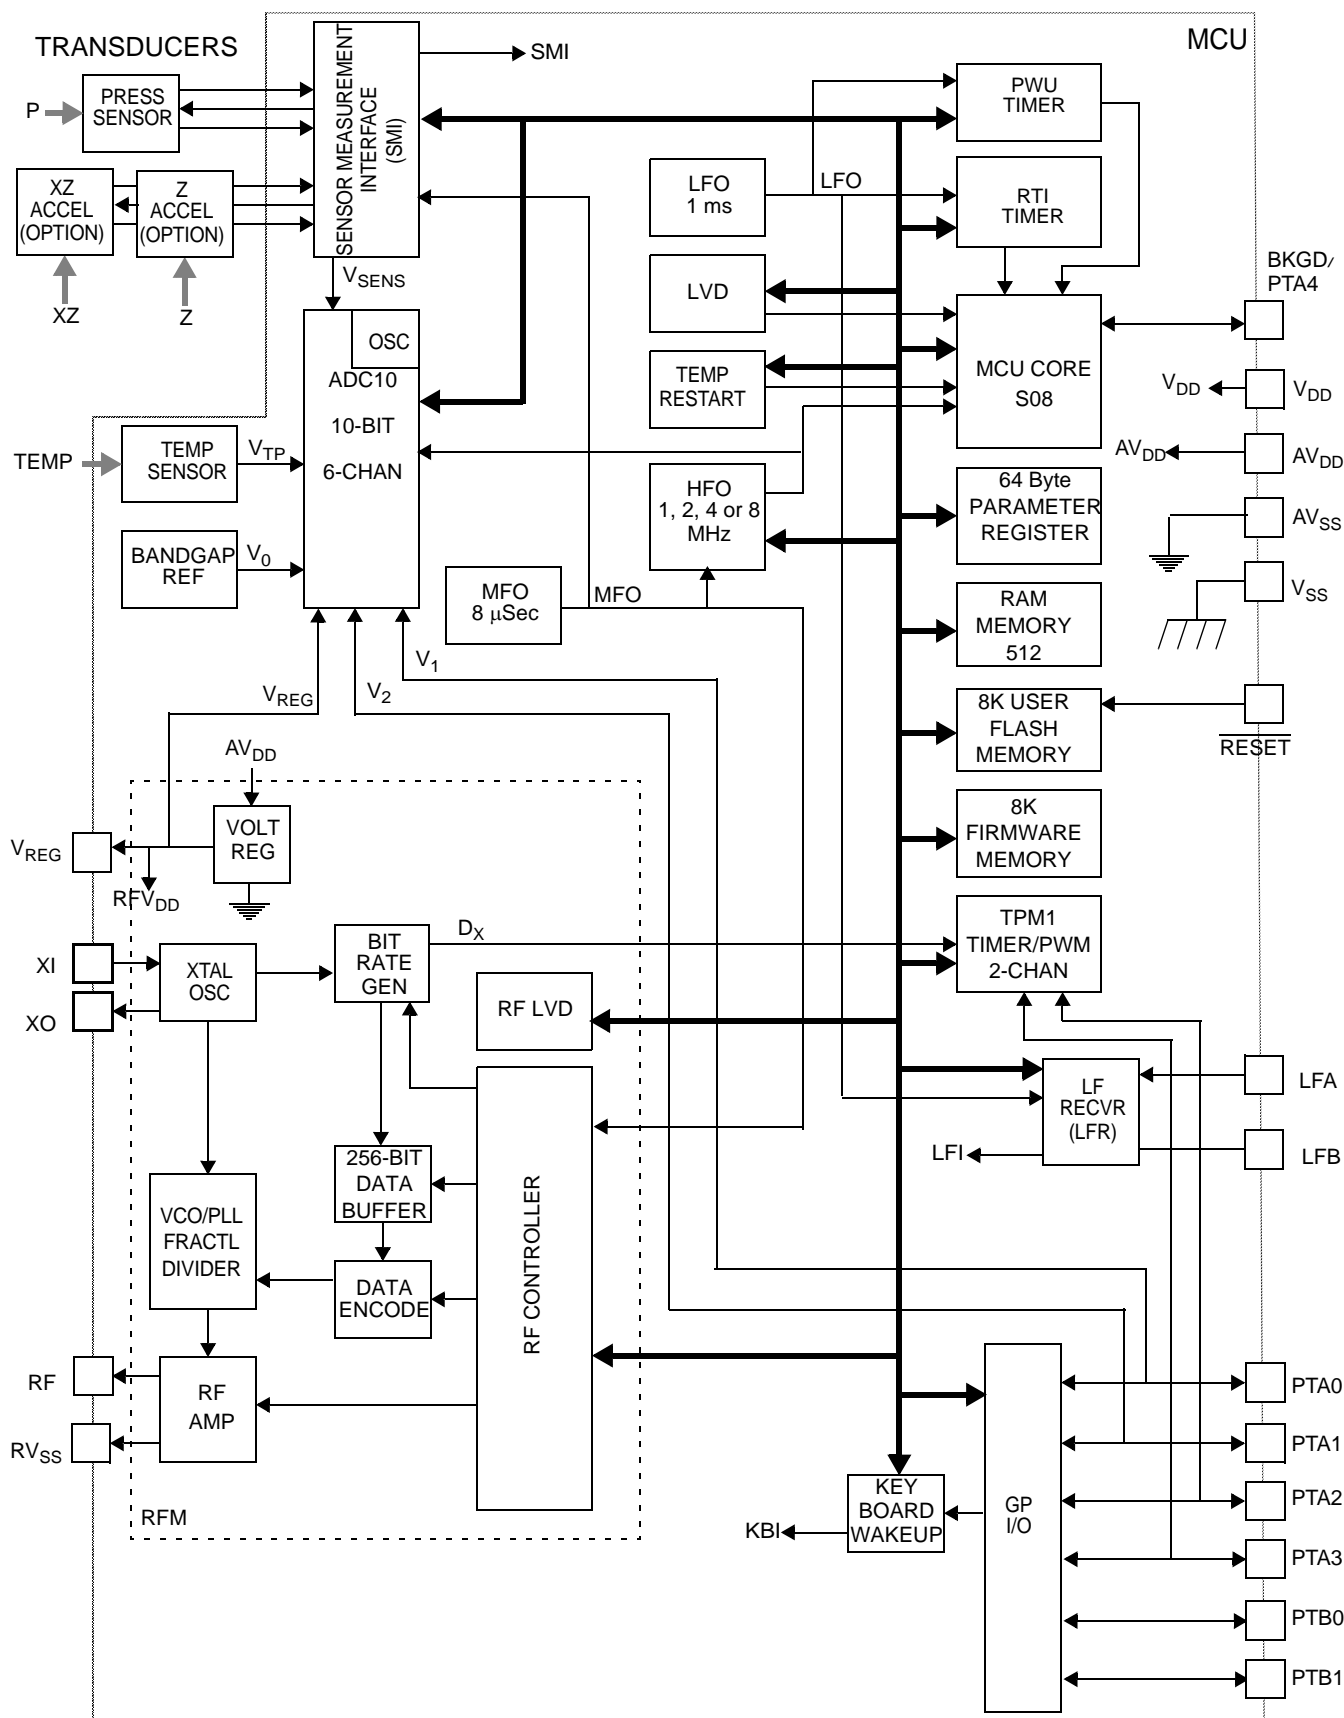 TRANSDUCERS
MCU
P
PRESS
SENSOR
XZ
ACCEL
(OPTION)
Z
ACCEL
(OPTION)
XZ
Z
SENSOR MEASUREMENT
INTERFACE
(SMI)
SMI
VSENS
OSC
ADC10
10-BIT
6-CHAN
TEMP
TEMP
SENSOR
VTP
BANDGAP
REF
V0
LFO
1 ms
LFO
LVD
TEMP
RESTART
HFO
1, 2, 4 or 8
MHz
MFO
8 µSec
MFO
PWU
TIMER
RTI
TIMER
MCU CORE
S08
64 Byte
PARAMETER
REGISTER
RAM
MEMORY
512
8K USER
FLASH
MEMORY
8K
FIRMWARE
MEMORY
TPM1
TIMER/PWM
2-CHAN
BKGD/
PTA4
VDD
VDD
AVDD
AVDD
AVSS
VSS
RESET
V1
V2
VREG
AVDD
VOLT
REG
VREG
RFVDD
XI
XO
XTAL
OSC
BIT
RATE
GEN
DX
RF LVD
RF CONTROLLER
256-BIT
DATA
BUFFER
VCO/PLL
FRACTL
DIVIDER
DATA
ENCODE
RF
RVSS
RF
AMP
RFM
LF
RECVR
(LFR)
LFI
LFA
LFB
GP
I/O
KEY
BOARD
WAKEUP
KBI
PTA0
PTA1
PTA2
PTA3
PTB0
PTB1